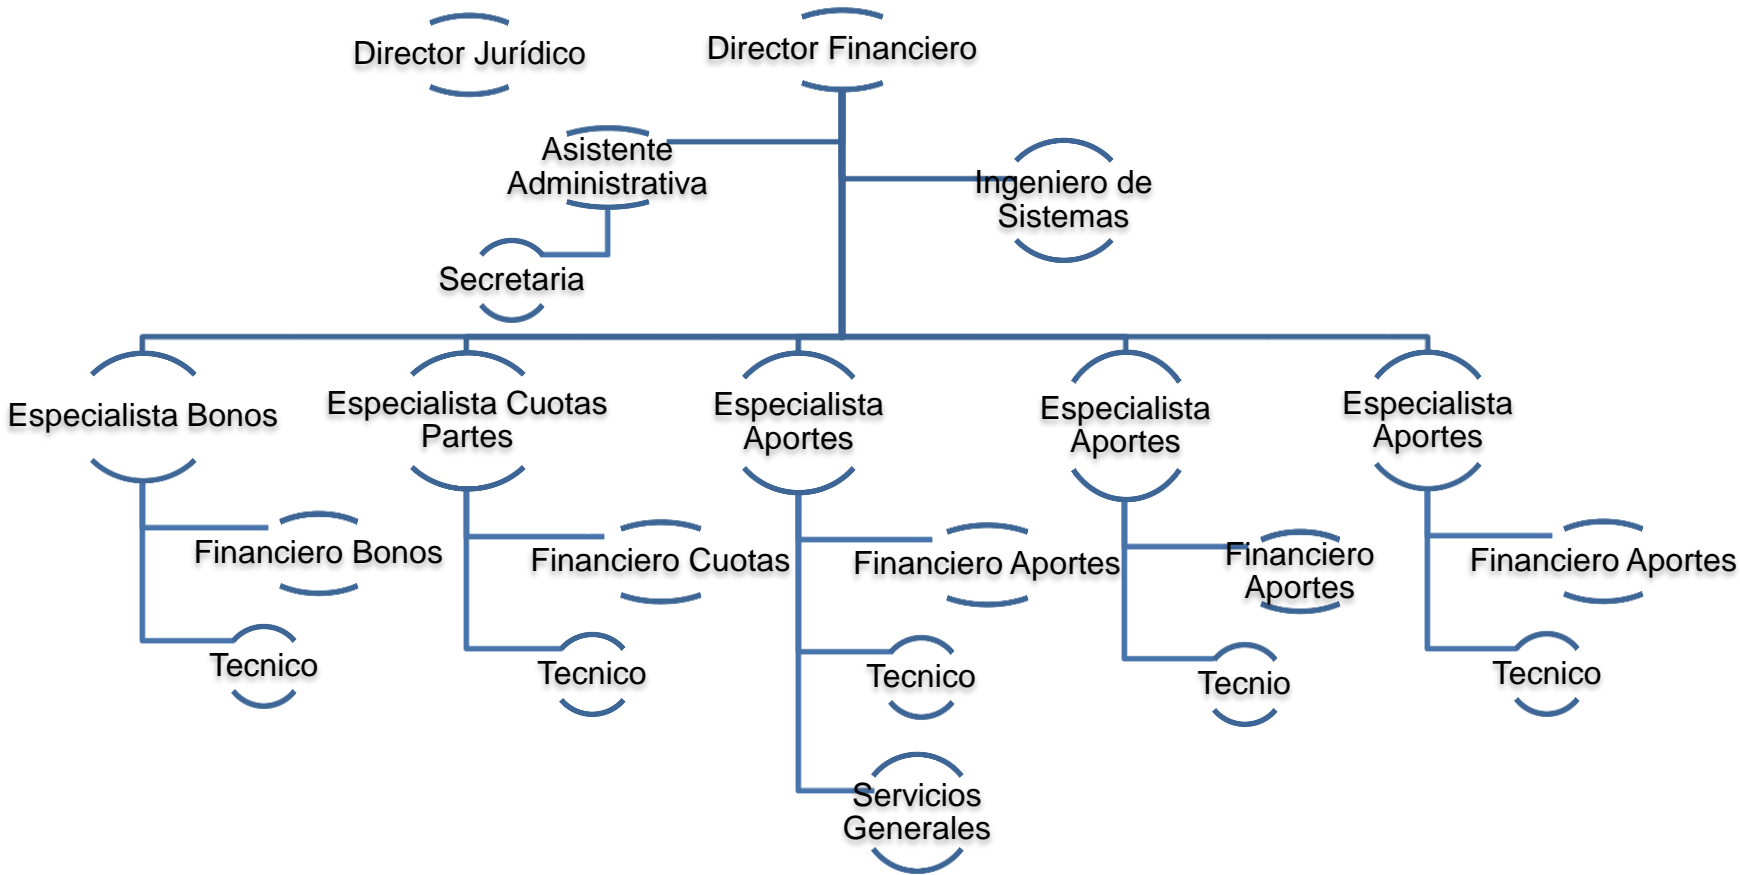 Director Jurídico
Director Financiero
Asistente
Administrativa
Ingeniero de
Sistemas
Secretaria
Especialista Bonos
Especialista Cuotas
Partes
Especialista
Aportes
Especialista
Aportes
Especialista
Aportes
Financiero Bonos
Financiero Cuotas
Financiero Aportes
Financiero
Aportes
Financiero Aportes
Tecnico
Tecnico
Tecnico
Tecnio
Tecnico
Servicios
Generales